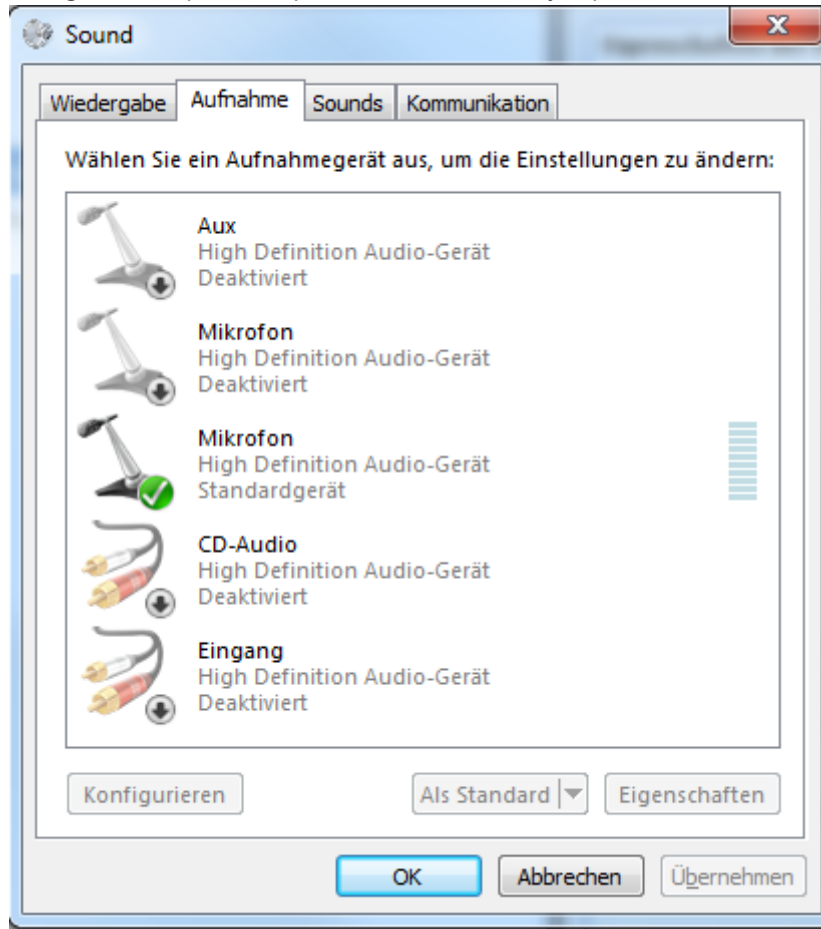 Sound
Wiedergabe Aufnahme Sounds Kommunikation
Wählen Sie ein Aufnahmegerät aus, um die Einstellungen zu ändern:
Aux
High Definition Audio-Gerät
Deaktiviert
Mikrofon
High Definition Audio-Gerät
Deaktiviert
Mikrofon
High Definition Audio-Gerät
Standardgerät
CD-Audio
High Definition Audio-Gerät
Deaktiviert
Eingang
High Definition Audio-Gerät
Deaktiviert
Konfigurieren Als Standard Eigenschaften
OK Abbrechen Übernehmen